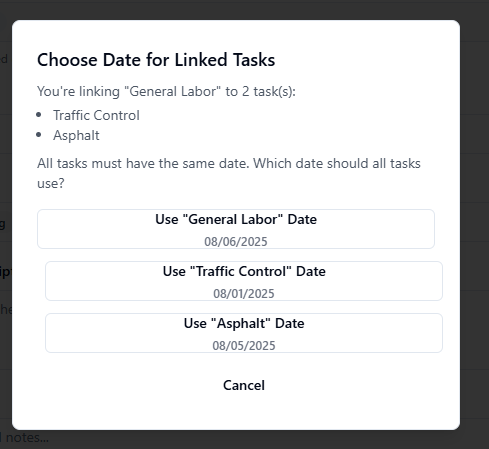 Choose Date for Linked Tasks
You're linking "General Labor" to 2 task(s):
Traffic Control
Asphalt
All tasks must have the same date. Which date should all tasks
use?
Use "General Labor" Date
08/06/2025
Use "Traffic Control" Date
08/01/2025
Use "Asphalt" Date
08/05/2025
Cancel
notes...